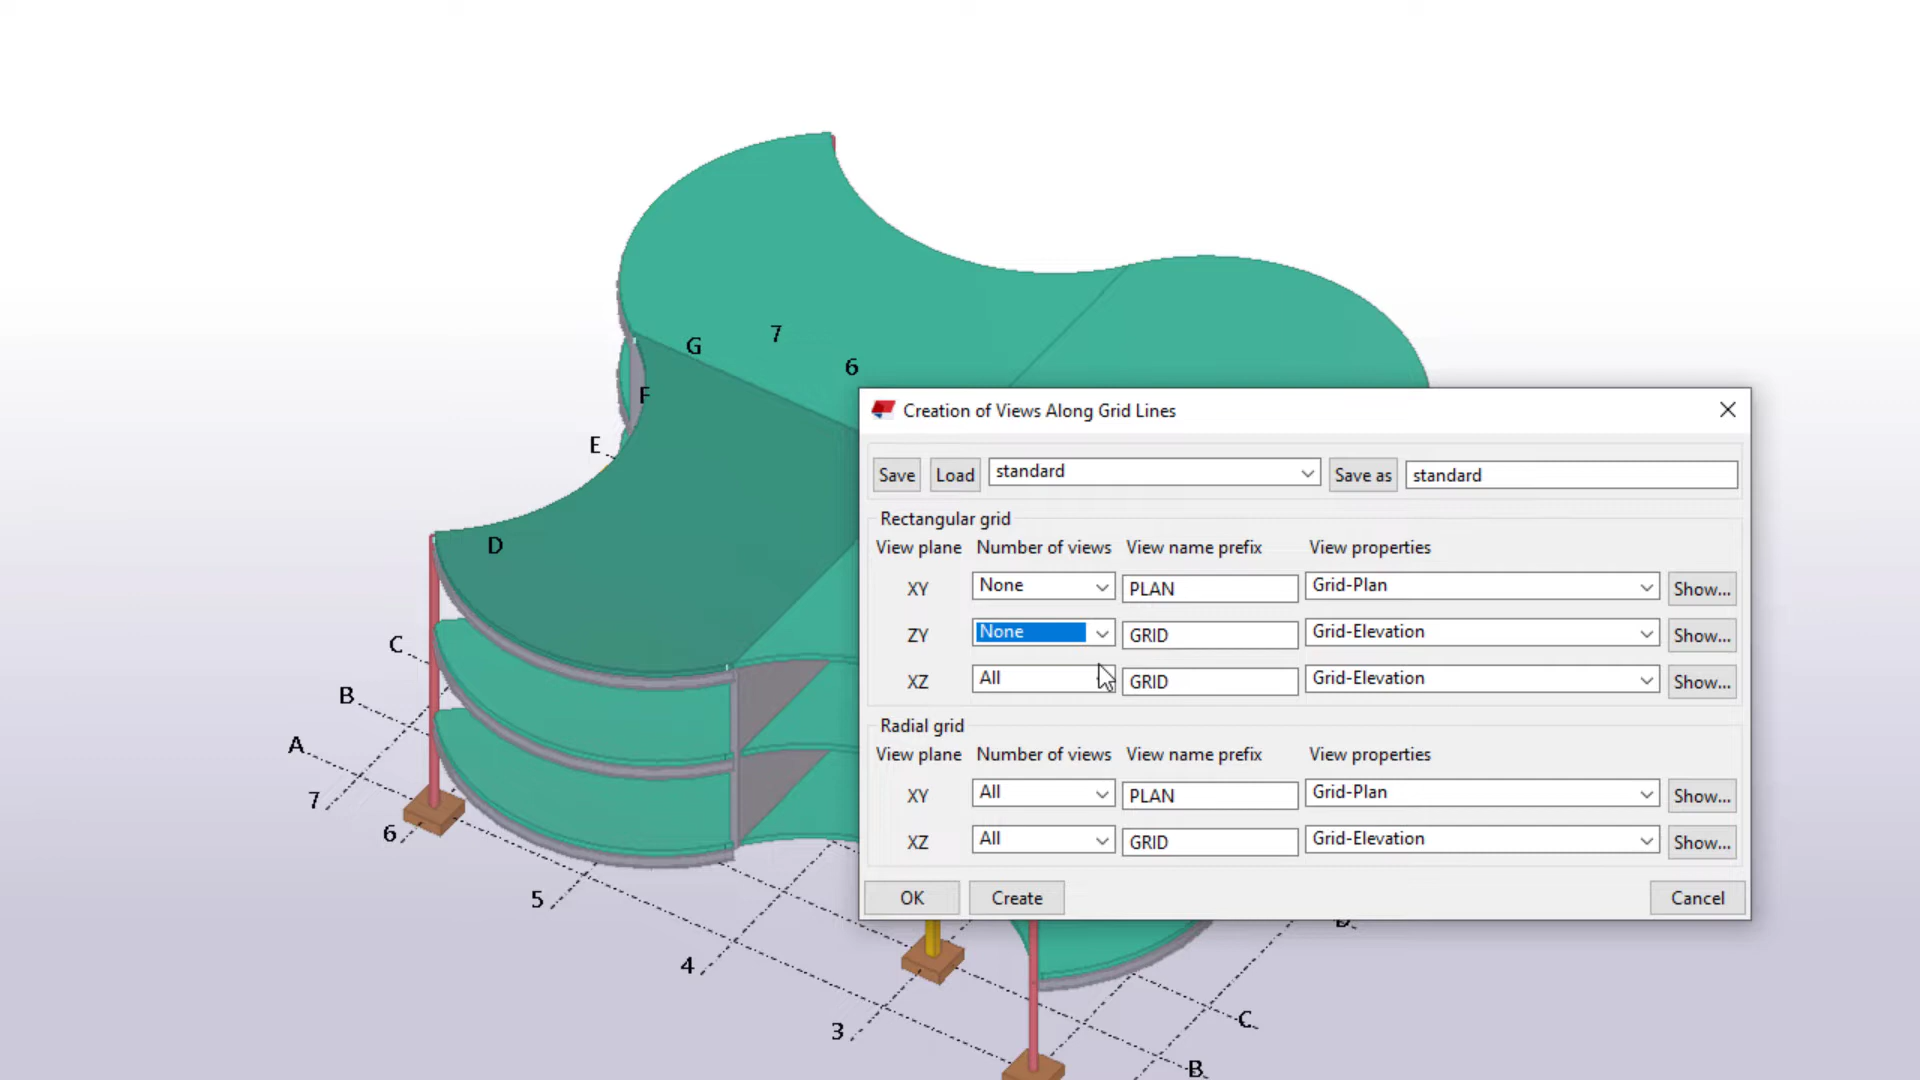 7
G
6
F
E
D
C
B
A
7
6
5
4
3
C
B
Creation of Views Along Grid Lines
Save Load standard Save as standard
Rectangular grid
View plane Number of views View name prefix View properties
XY None PLAN Grid-Plan Show...
ZY None GRID Grid-Elevation Show...
XZ All GRID Grid-Elevation Show...
Radial grid
View plane Number of views View name prefix View properties
XY All PLAN Grid-Plan Show...
XZ All GRID Grid-Elevation Show...
OK Create Cancel